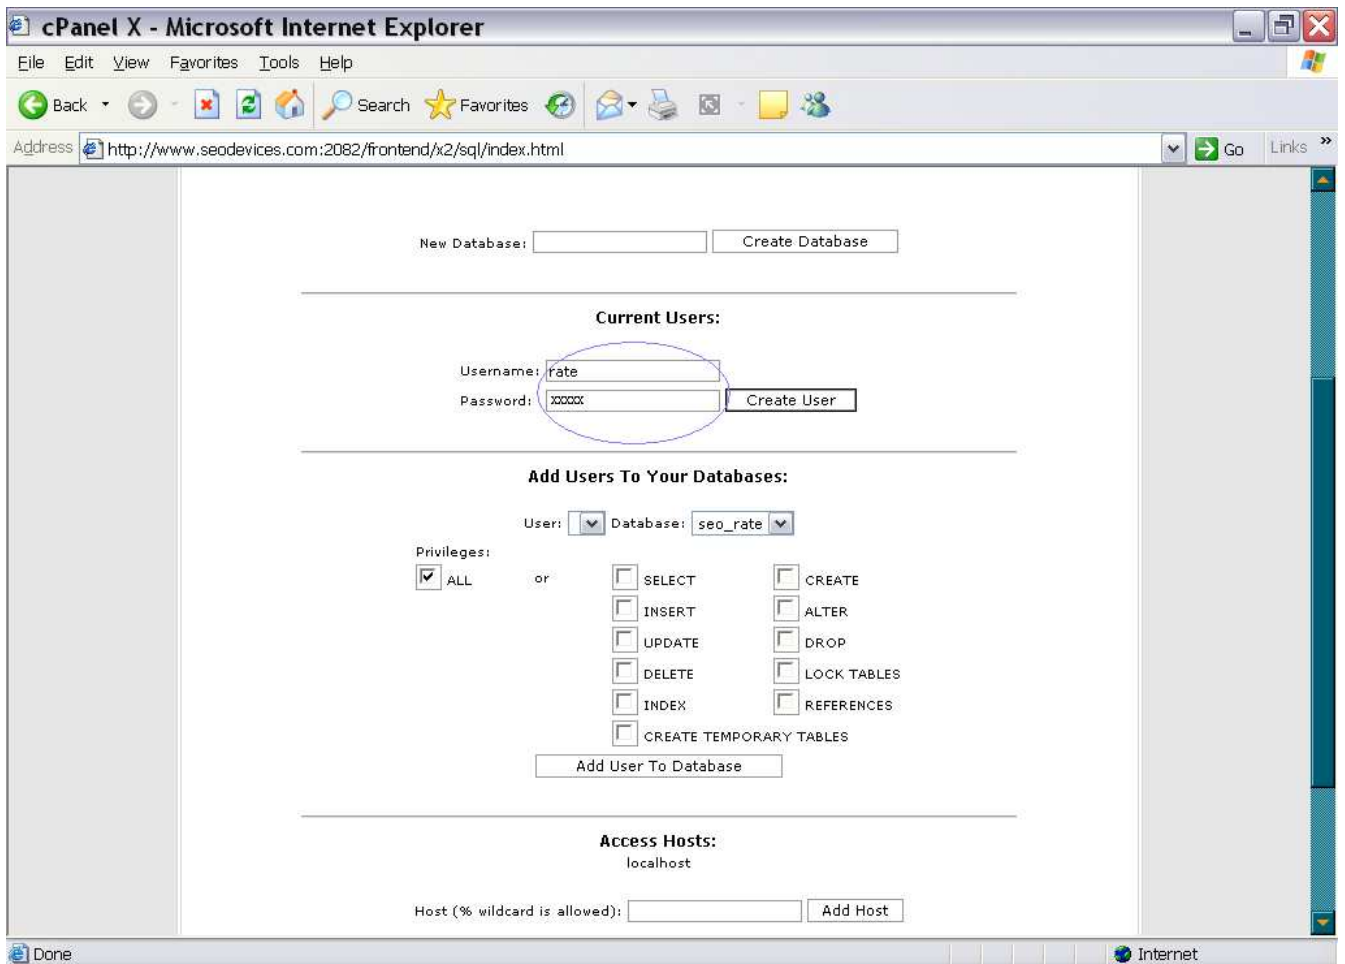 cPanel X - Microsoft Internet Explorer
File Edit View Favorites Tools Help
Back Search Favorites
Address http://www.seodevices.com:2082/frontend/x2/sql/index.html Go Links »
New Database: Create Database
Current Users:
Username: rate
Password: xxxxx Create User
Add Users To Your Databases:
User: Database: seo_rate
Privileges:
ALL or SELECT CREATE
INSERT ALTER
UPDATE DROP
DELETE LOCK TABLES
INDEX REFERENCES
CREATE TEMPORARY TABLES
Add User To Database
Access Hosts:
localhost
Host (% wildcard is allowed): Add Host
Done Internet